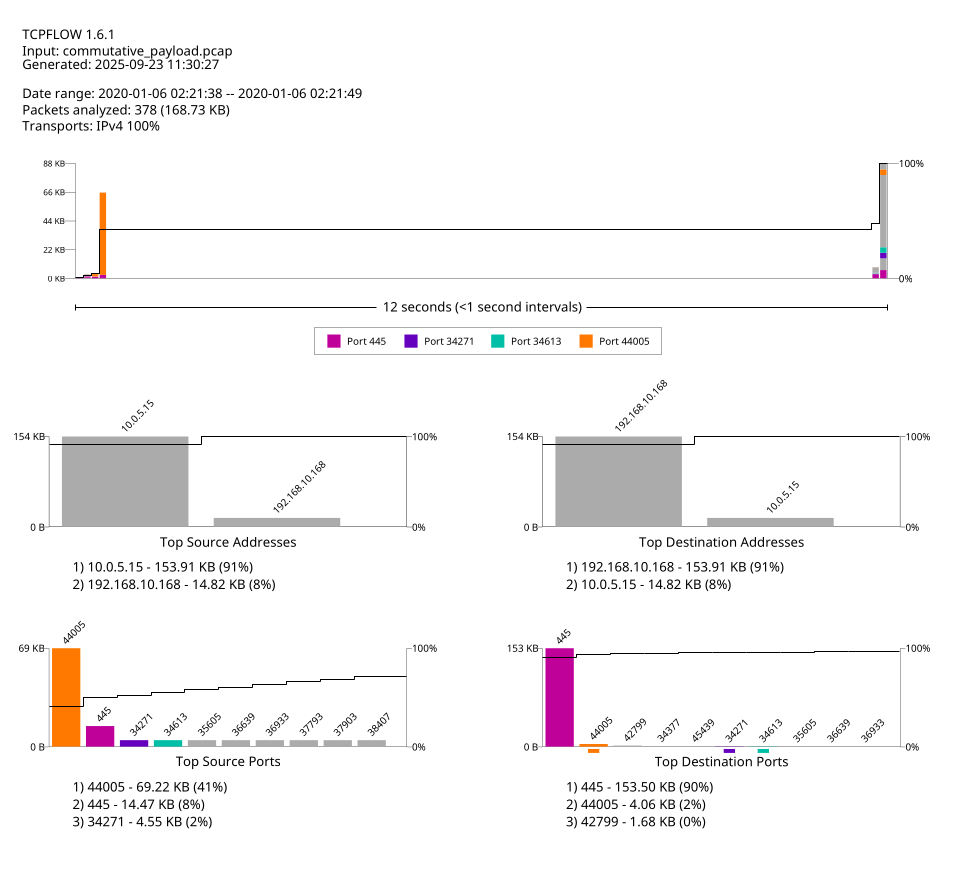 TCPFLOW 1.6.1
Input: commutative_payload.pcap
Generated: 2025-09-23 11:30:27
Date range: 2020-01-06 02:21:38 -- 2020-01-06 02:21:49
Packets analyzed: 378 (168.73 KB)
Transports: IPv4 100%
88 KB
100%
66 KB
44 KB
22 KB
0 KB
0%
12 seconds (<1 second intervals)
Port 445
Port 34271
Port 34613
Port 44005
10.0.5.15
192.168.10.168
154 KB
100%
0 B
0%
Top Source Addresses
1) 10.0.5.15 - 153.91 KB (91%)
2) 192.168.10.168 - 14.82 KB (8%)
192.168.10.168
10.0.5.15
154 KB
100%
0 B
0%
Top Destination Addresses
1) 192.168.10.168 - 153.91 KB (91%)
2) 10.0.5.15 - 14.82 KB (8%)
44005
445
34271
34613
35605
36639
36933
37793
37903
38407
69 KB
100%
0 B
0%
Top Source Ports
1) 44005 - 69.22 KB (41%)
2) 445 - 14.47 KB (8%)
3) 34271 - 4.55 KB (2%)
445
44005
42799
34377
45439
34271
34613
35605
36639
36933
153 KB
100%
0 B
0%
Top Destination Ports
1) 445 - 153.50 KB (90%)
2) 44005 - 4.06 KB (2%)
3) 42799 - 1.68 KB (0%)